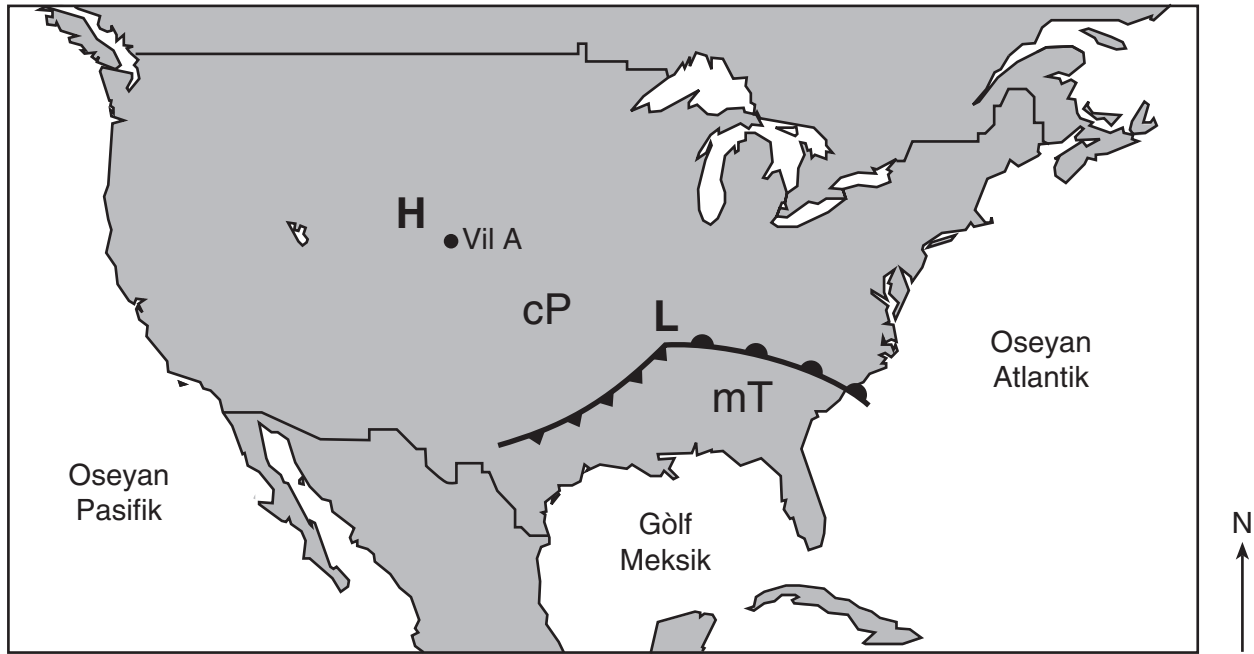 H
Vil A
cP
L
mT
Oseyan
Atlantik
Oseyan
Pasifik
Gòlf
Meksik
N